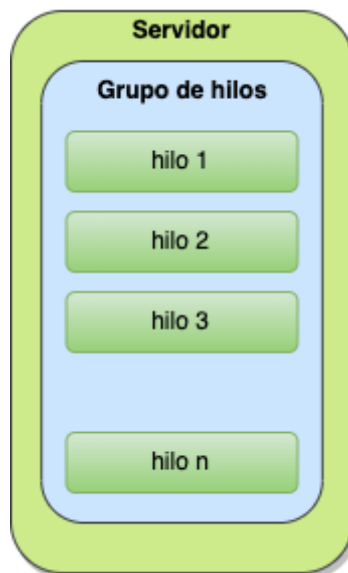 Servidor
Grupo de hilos
hilo 1
hilo 2
hilo 3
hilo n